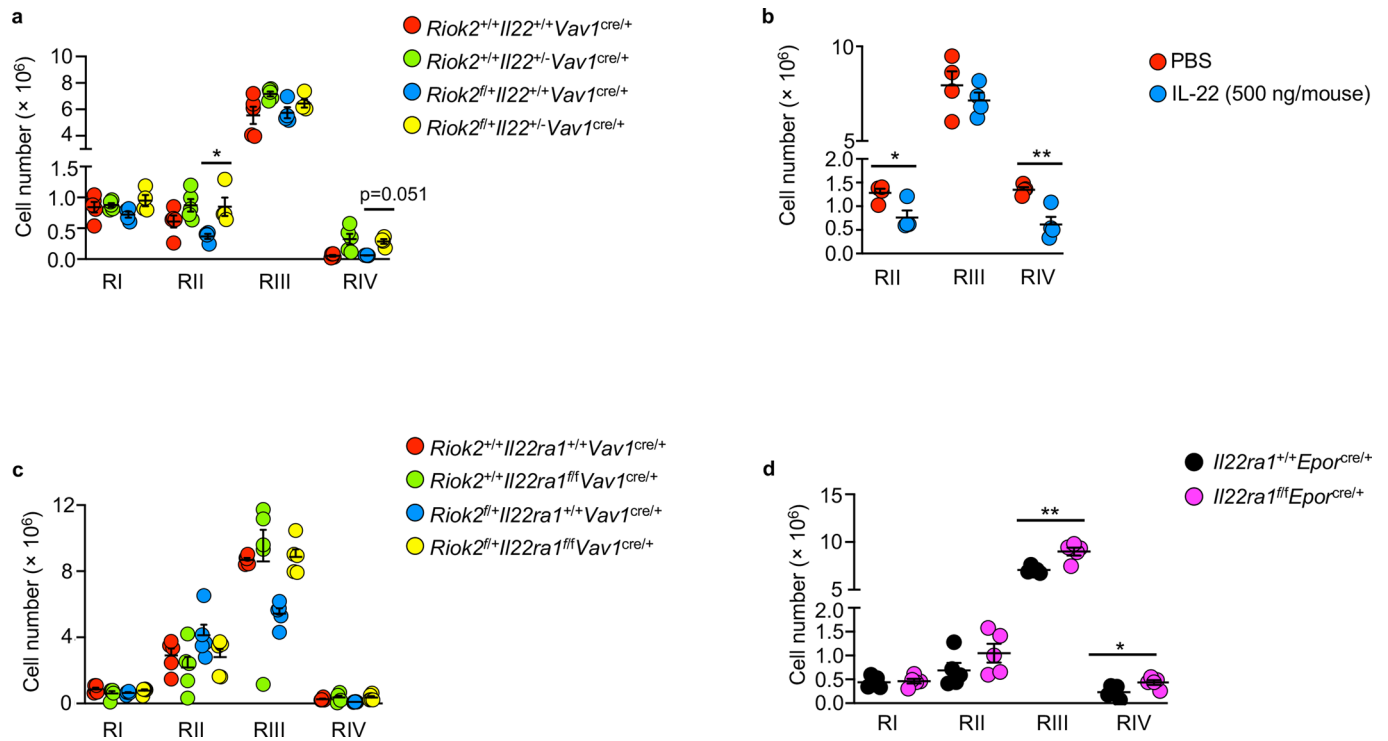 a
Riok2+/+Il22+/+Vav1cre/+
Riok2+/+Il22+/-Vav1cre/+
Riok2f/+Il22+/+Vav1cre/+
Riok2f/+Il22+/-Vav1cre/+
Cell number (× 10⁶)
10
8
6
4
1.5
1.0
0.5
0.0
*
p=0.051
RI RII RIII RIV
b
PBS
IL-22 (500 ng/mouse)
Cell number (× 10⁶)
10
5
2.0
1.5
1.0
0.5
0.0
* **
RII RIII RIV
c
Riok2+/+Il22ra1+/+Vav1cre/+
Riok2+/+Il22ra1f/fVav1cre/+
Riok2f/+Il22ra1+/+Vav1cre/+
Riok2f/+Il22ra1f/fVav1cre/+
Cell number (× 10⁶)
12
8
4
0
RI RII RIII RIV
d
Il22ra1+/+Eporcre/+
Il22ra1f/fEporcre/+
Cell number (× 10⁶)
15
10
5
2.0
1.5
1.0
0.5
0.0
**
*
RI RII RIII RIV